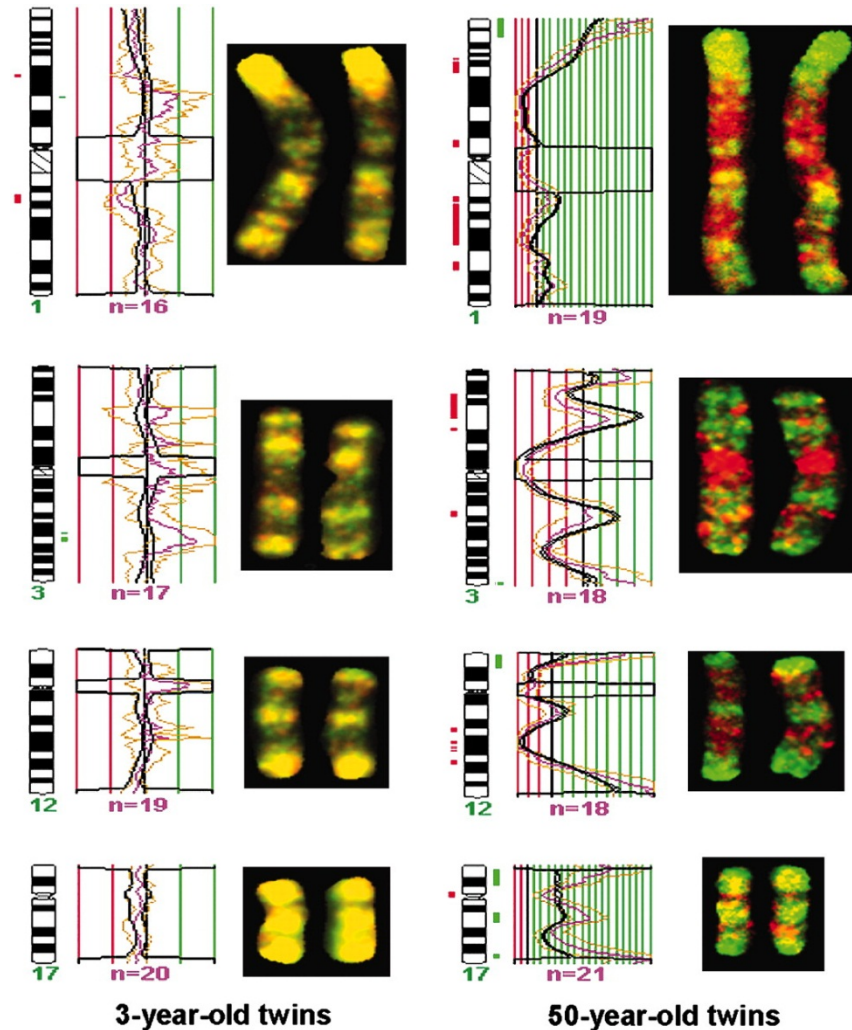 1 n=16 1 n=19
3 n=17 3 n=18
12 n=19 12 n=18
17 n=20 17 n=21
3-year-old twins 50-year-old twins